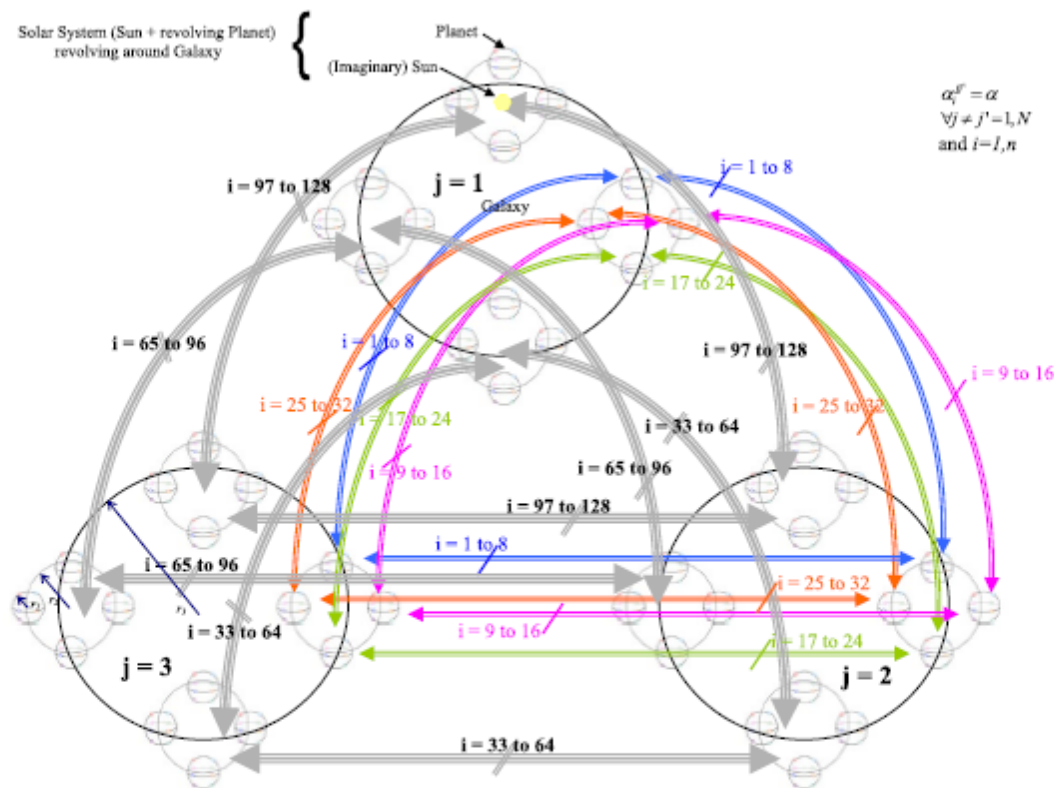 Solar System (Sun + revolving Planet)
revolving around Galaxy
Planet
(Imaginary) Sun
∀j ≠ j' =1, N
and i=1,n
i = 1 to 8
i = 97 to 128
j = 1
Galaxy
i = 17 to 24
i = 65 to 96
i = 1 to 8
i = 97 to 128
i = 9 to 16
i = 25 to 32
i = 17 to 24
i = 25 to 32
i = 33 to 64
i = 9 to 16
i = 65 to 96
i = 97 to 128
i = 1 to 8
i = 65 to 96
i = 25 to 32
r1
r2
r3
i = 33 to 64
i = 9 to 16
i = 17 to 24
j = 3
j = 2
i = 33 to 64